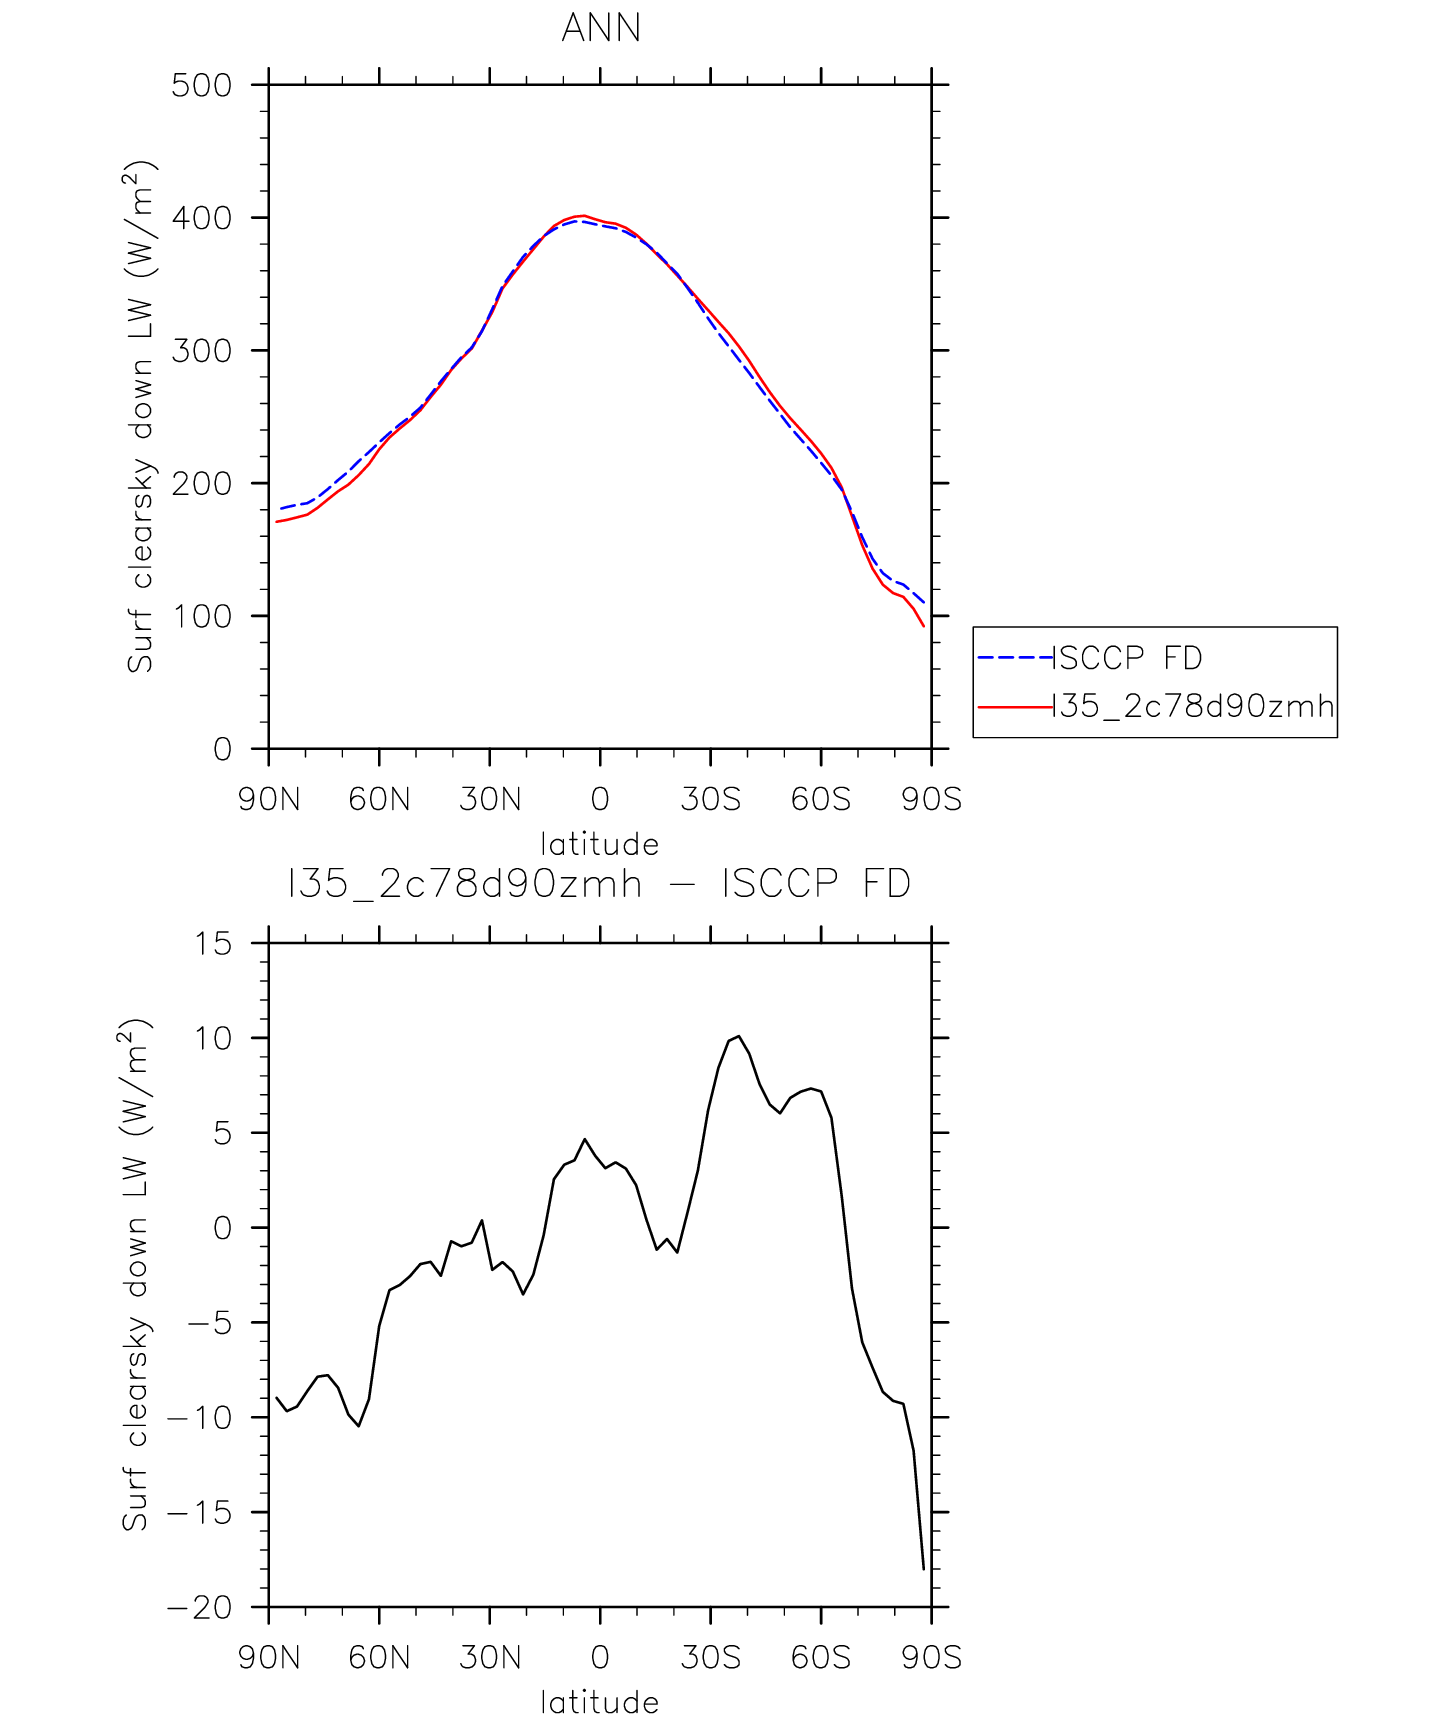 ANN
Surf clearsky down LW (W/m²)
500
400
300
200
100
0
90N 60N 30N 0 30S 60S 90S
latitude
ISCCP FD
I35_2c78d90zmh
I35_2c78d90zmh − ISCCP FD
Surf clearsky down LW (W/m²)
15
10
5
0
−5
−10
−15
−20
90N 60N 30N 0 30S 60S 90S
latitude